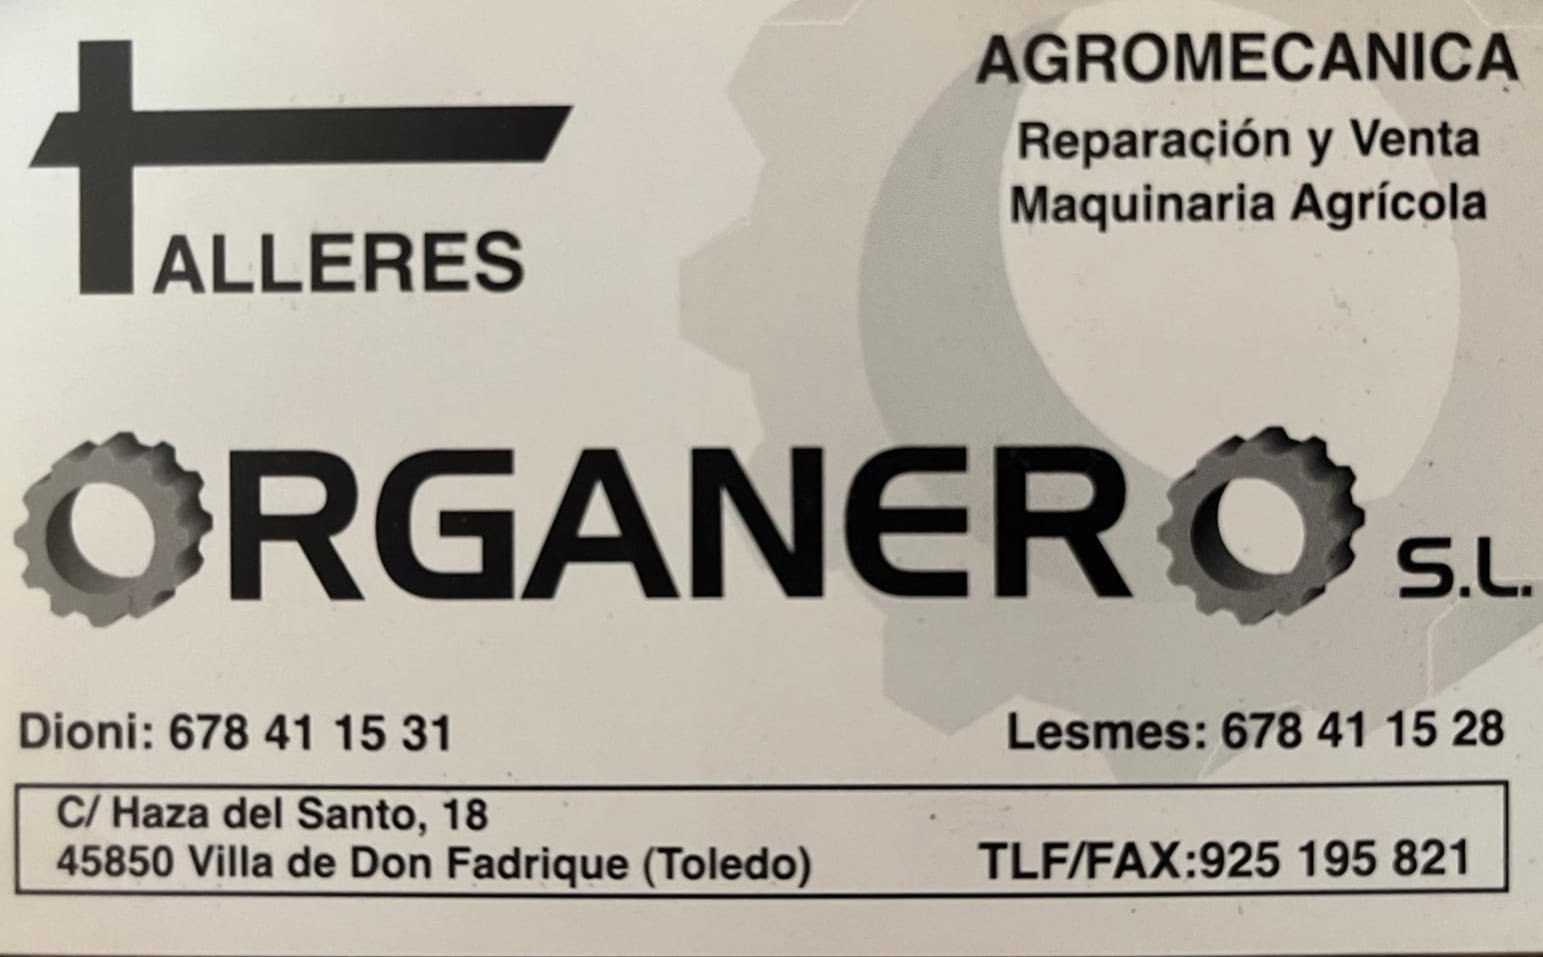 TALLERES
AGROMECANICA
Reparación y Venta
Maquinaria Agrícola
ORGANERO S.L.
Dioni: 678 41 15 31
Lesmes: 678 41 15 28
C/ Haza del Santo, 18
45850 Villa de Don Fadrique (Toledo)
TLF/FAX:925 195 821